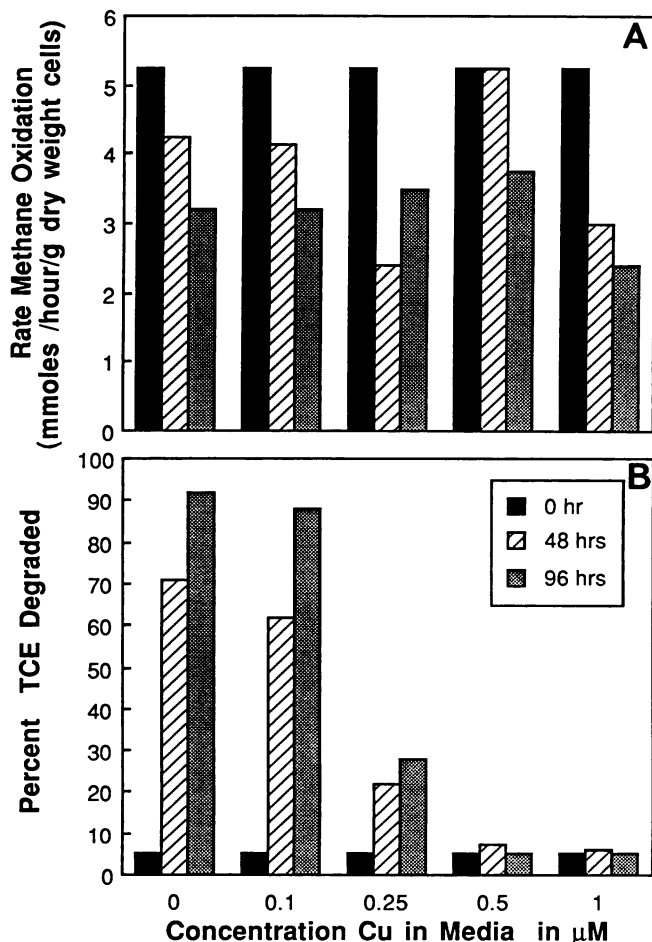 A
Rate Methane Oxidation
(mmoles /hour/g dry weight cells)
6
5
4
3
2
1
0
B
Percent TCE Degraded
100
90
80
70
60
50
40
30
20
10
0
0 hr
48 hrs
96 hrs
0 0.1 0.25 0.5 1
Concentration Cu in Media in µM